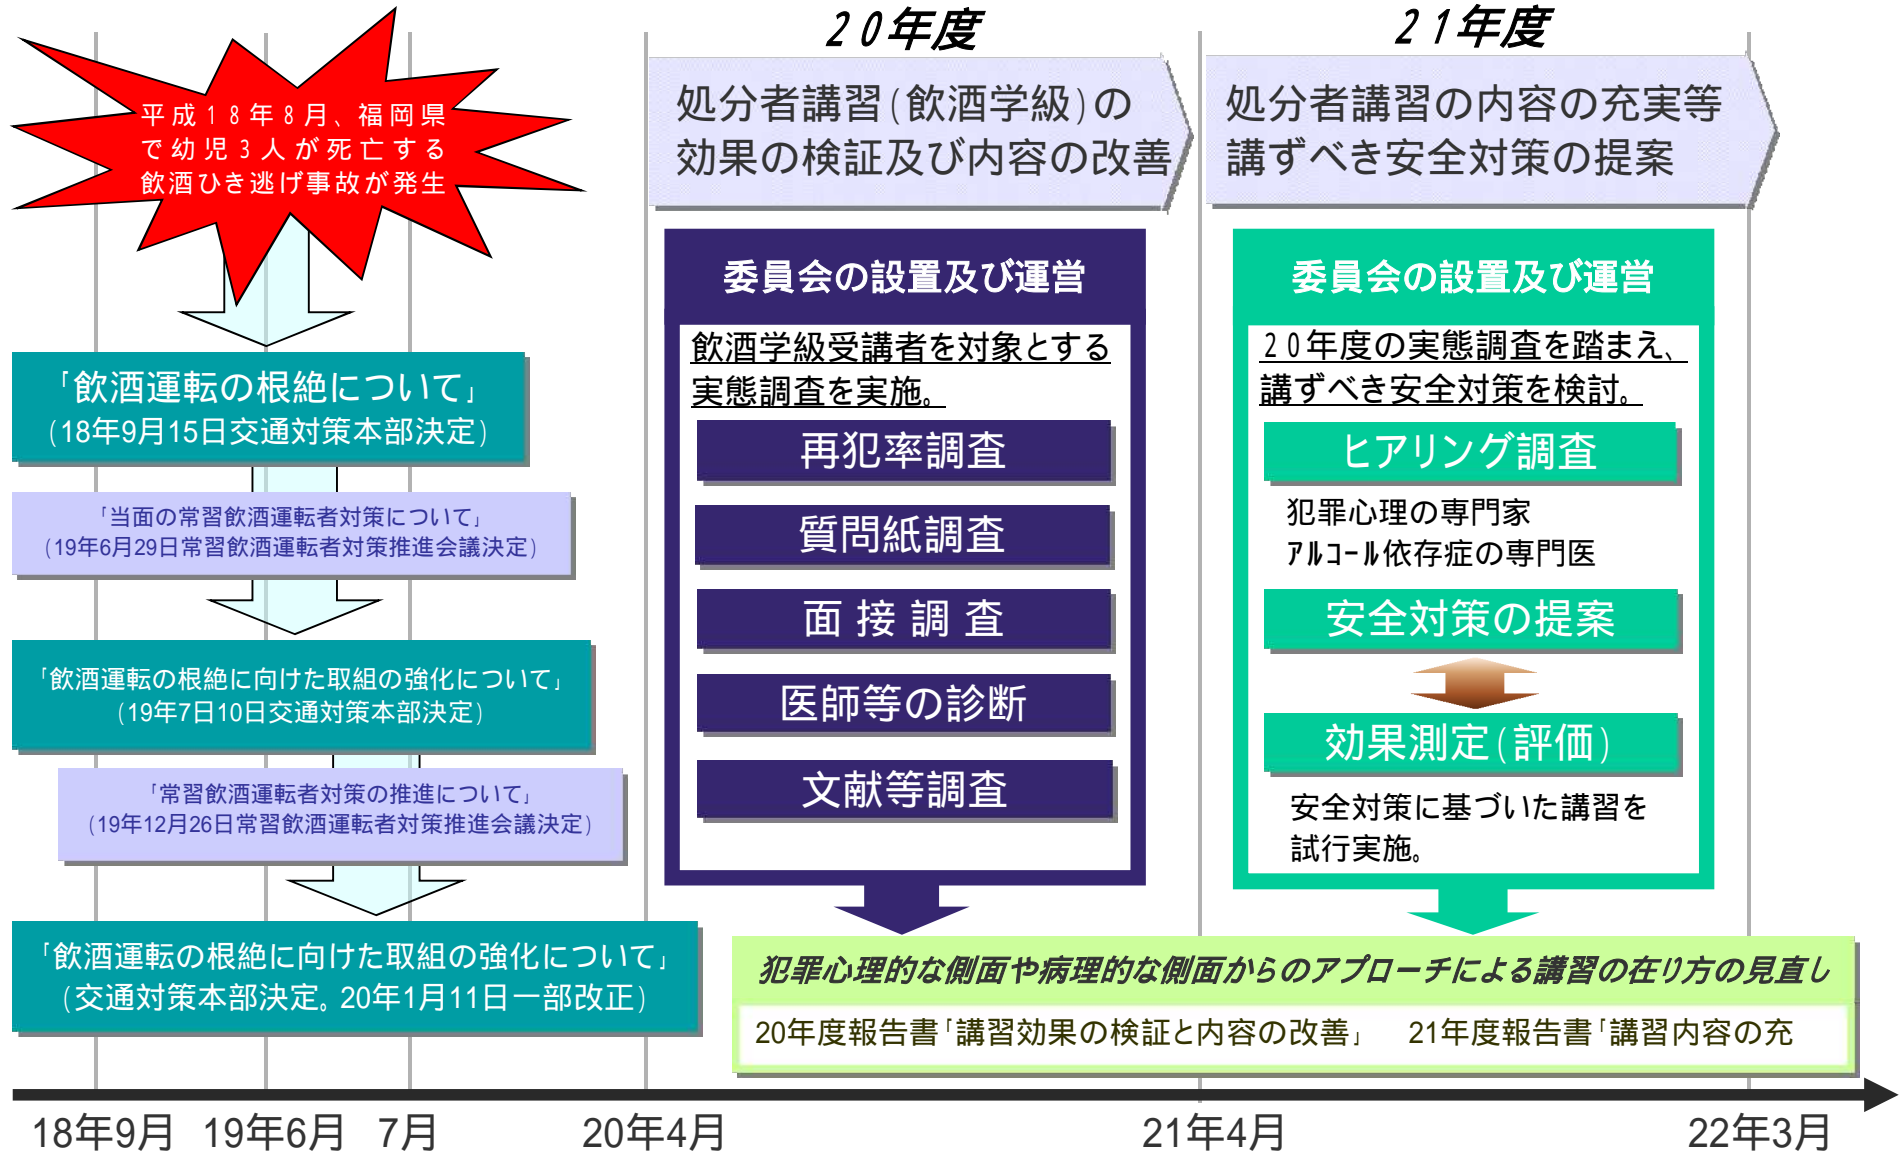 平成１８年８月、福岡県
で幼児３人が死亡する
飲酒ひき逃げ事故が発生
「飲酒運転の根絶について」
(18年9月15日交通対策本部決定)
「当面の常習飲酒運転者対策について」
(19年6月29日常習飲酒運転者対策推進会議決定)
「飲酒運転の根絶に向けた取組の強化について」
(19年7日10日交通対策本部決定)
「常習飲酒運転者対策の推進について」
(19年12月26日常習飲酒運転者対策推進会議決定)
「飲酒運転の根絶に向けた取組の強化について」
(交通対策本部決定。20年1月11日一部改正)
２０年度
処分者講習(飲酒学級)の
効果の検証及び内容の改善
委員会の設置及び運営
飲酒学級受講者を対象とする
実態調査を実施。
再犯率調査
質問紙調査
面接調査
医師等の診断
文献等調査
２１年度
処分者講習の内容の充実等
講ずべき安全対策の提案
委員会の設置及び運営
２０年度の実態調査を踏まえ、
講ずべき安全対策を検討。
ヒアリング調査
犯罪心理の専門家
ｱﾙｺｰﾙ依存症の専門医
安全対策の提案
効果測定(評価)
安全対策に基づいた講習を
試行実施。
犯罪心理的な側面や病理的な側面からのアプローチによる講習の在り方の見直し
20年度報告書「講習効果の検証と内容の改善」　21年度報告書「講習内容の充
18年9月 19年6月 7月 20年4月 21年4月 22年3月